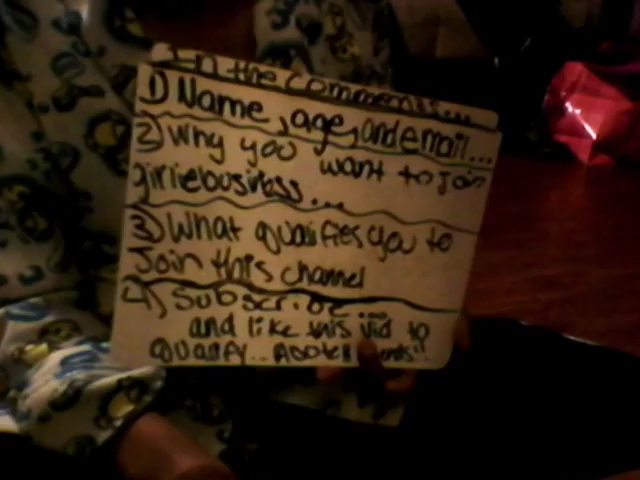 In the comments...
1) Name, age, and email...
2) Why you want to join
girliebusiness...
3) What qualifies you to
Join this channel
4) Subscribe...
and like this vid to
Qualify..